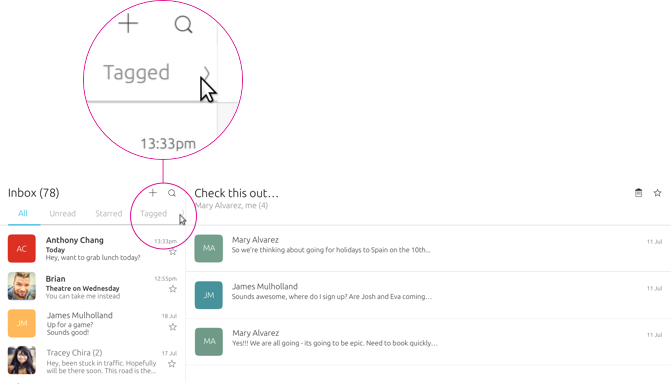 Tagged
13:33pm
Inbox (78)
All
Unread
Starred
Tagged
AC
Anthony Chang
13:33pm
Today
Hey, want to grab lunch today?
Brian
12:55pm
Theatre on Wednesday
You can take me instead
JM
James Mulholland
18 Jul
Up for a game?
Sounds good!
Tracey Chira (2)
17 Jul
Hey, been stuck in traffic. Hopefully
will be there soon. This road is the...
Check this out...
Mary Alvarez, me (4)
MA
Mary Alvarez
11 Jul
So we're thinking about going for holidays to Spain on the 10th...
JM
James Mulholland
11 Jul
Sounds awesome, where do I sign up? Are Josh and Eva coming...
MA
Mary Alvarez
11 Jul
Yes!!! We are all going - its going to be epic. Need to book quickly...